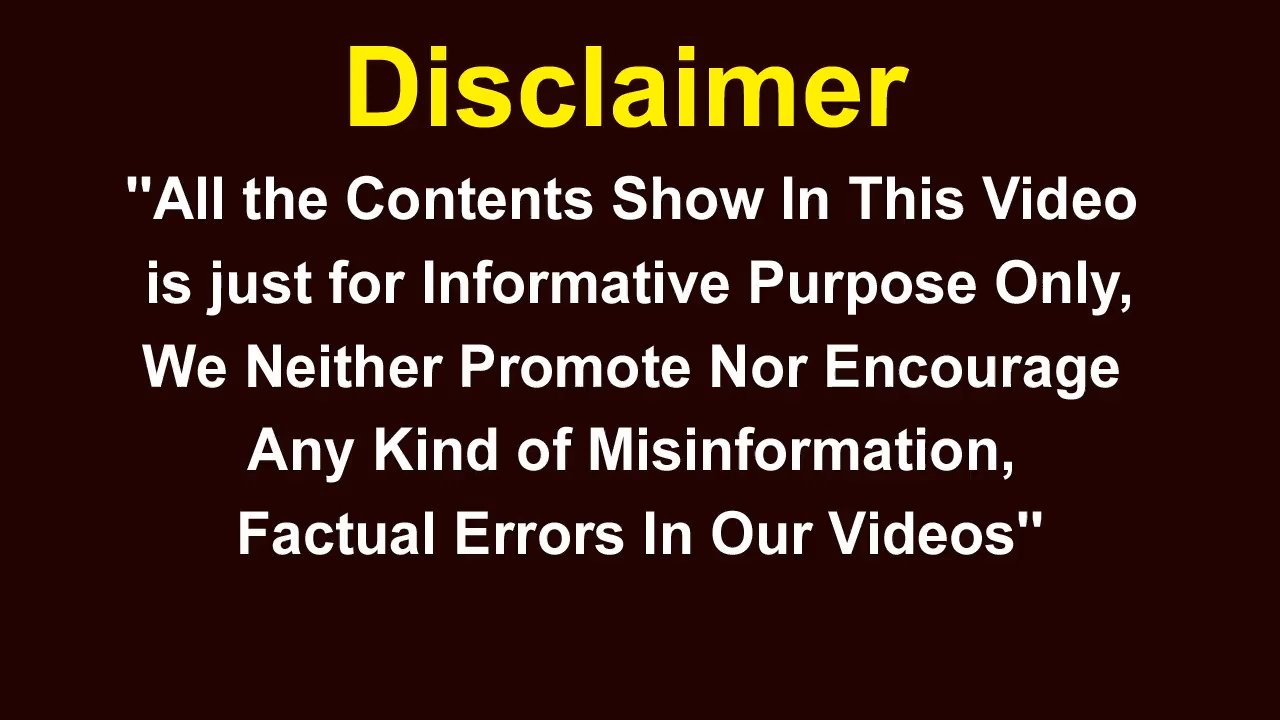 Disclaimer
"All the Contents Show In This Video
is just for Informative Purpose Only,
We Neither Promote Nor Encourage
Any Kind of Misinformation,
Factual Errors In Our Videos"